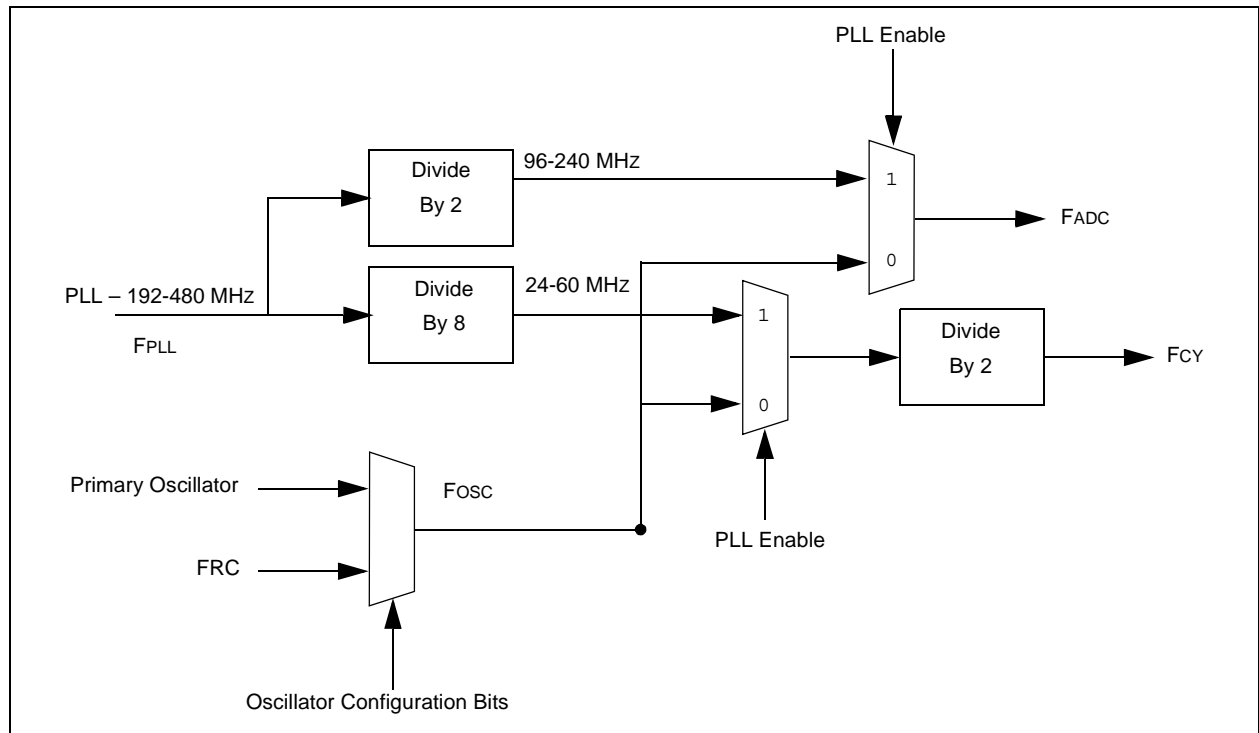 PLL Enable
Divide
By 2
96-240 MHz
1
0
FADC
PLL – 192-480 MHz
FPLL
Divide
By 8
24-60 MHz
1
0
Divide
By 2
FCY
PLL Enable
Primary Oscillator
FRC
FOSC
Oscillator Configuration Bits